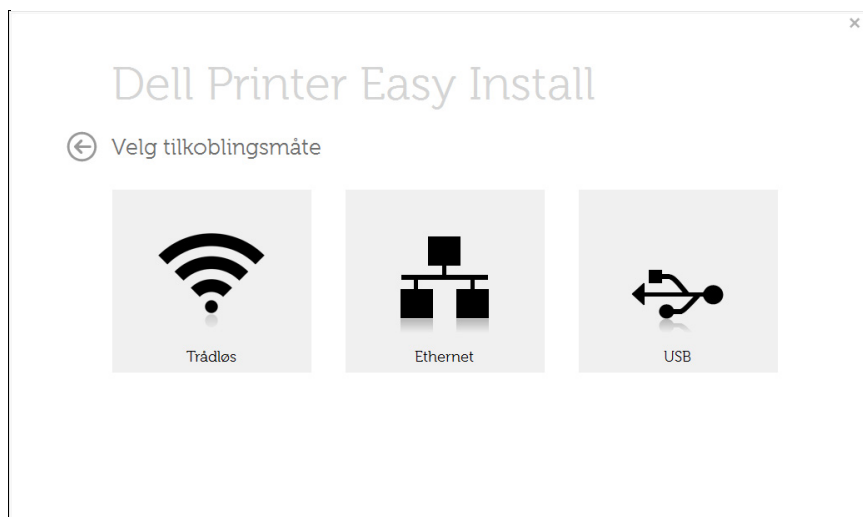 Dell Printer Easy Install
Velg tilkoblingsmåte
Trådløs
Ethernet
USB